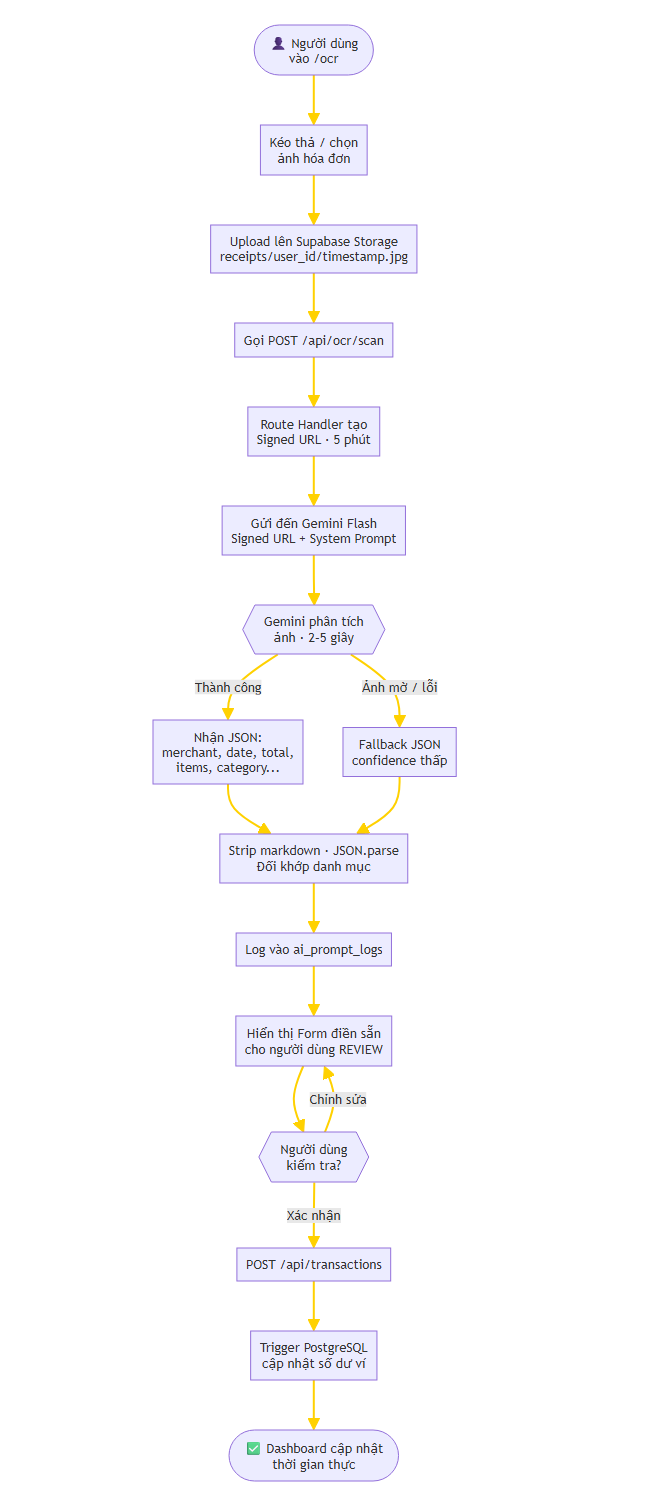 👤 Người dùng
vào /ocr
Kéo thả / chọn
ảnh hóa đơn
Upload lên Supabase Storage
receipts/user_id/timestamp.jpg
Gọi POST /api/ocr/scan
Route Handler tạo
Signed URL · 5 phút
Gửi đến Gemini Flash
Signed URL + System Prompt
Gemini phân tích
ảnh · 2-5 giây
Thành công
Ảnh mờ / lỗi
Nhận JSON:
merchant, date, total,
items, category...
Fallback JSON
confidence thấp
Strip markdown · JSON.parse
Đối khớp danh mục
Log vào ai_prompt_logs
Hiển thị Form điền sẵn
cho người dùng REVIEW
Chỉnh sửa
Người dùng
kiểm tra?
Xác nhận
POST /api/transactions
Trigger PostgreSQL
cập nhật số dư ví
✅ Dashboard cập nhật
thời gian thực